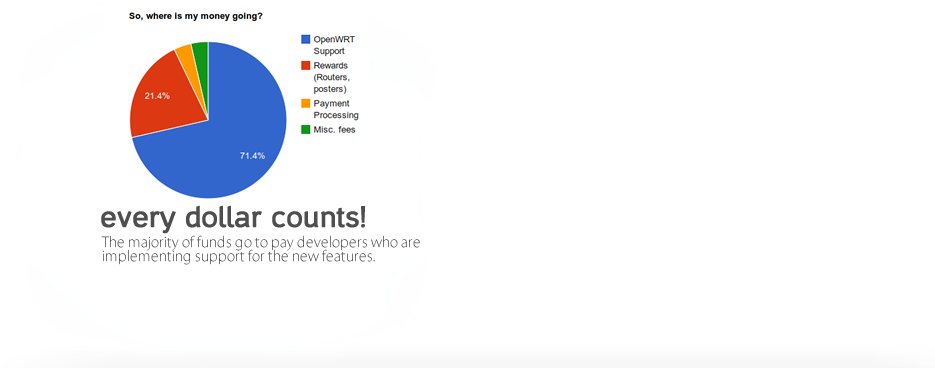 So, where is my money going?
OpenWRT
Support
Rewards
(Routers,
posters)
Payment
Processing
Misc. fees
21.4%
71.4%
every dollar counts!
The majority of funds go to pay developers who are
implementing support for the new features.